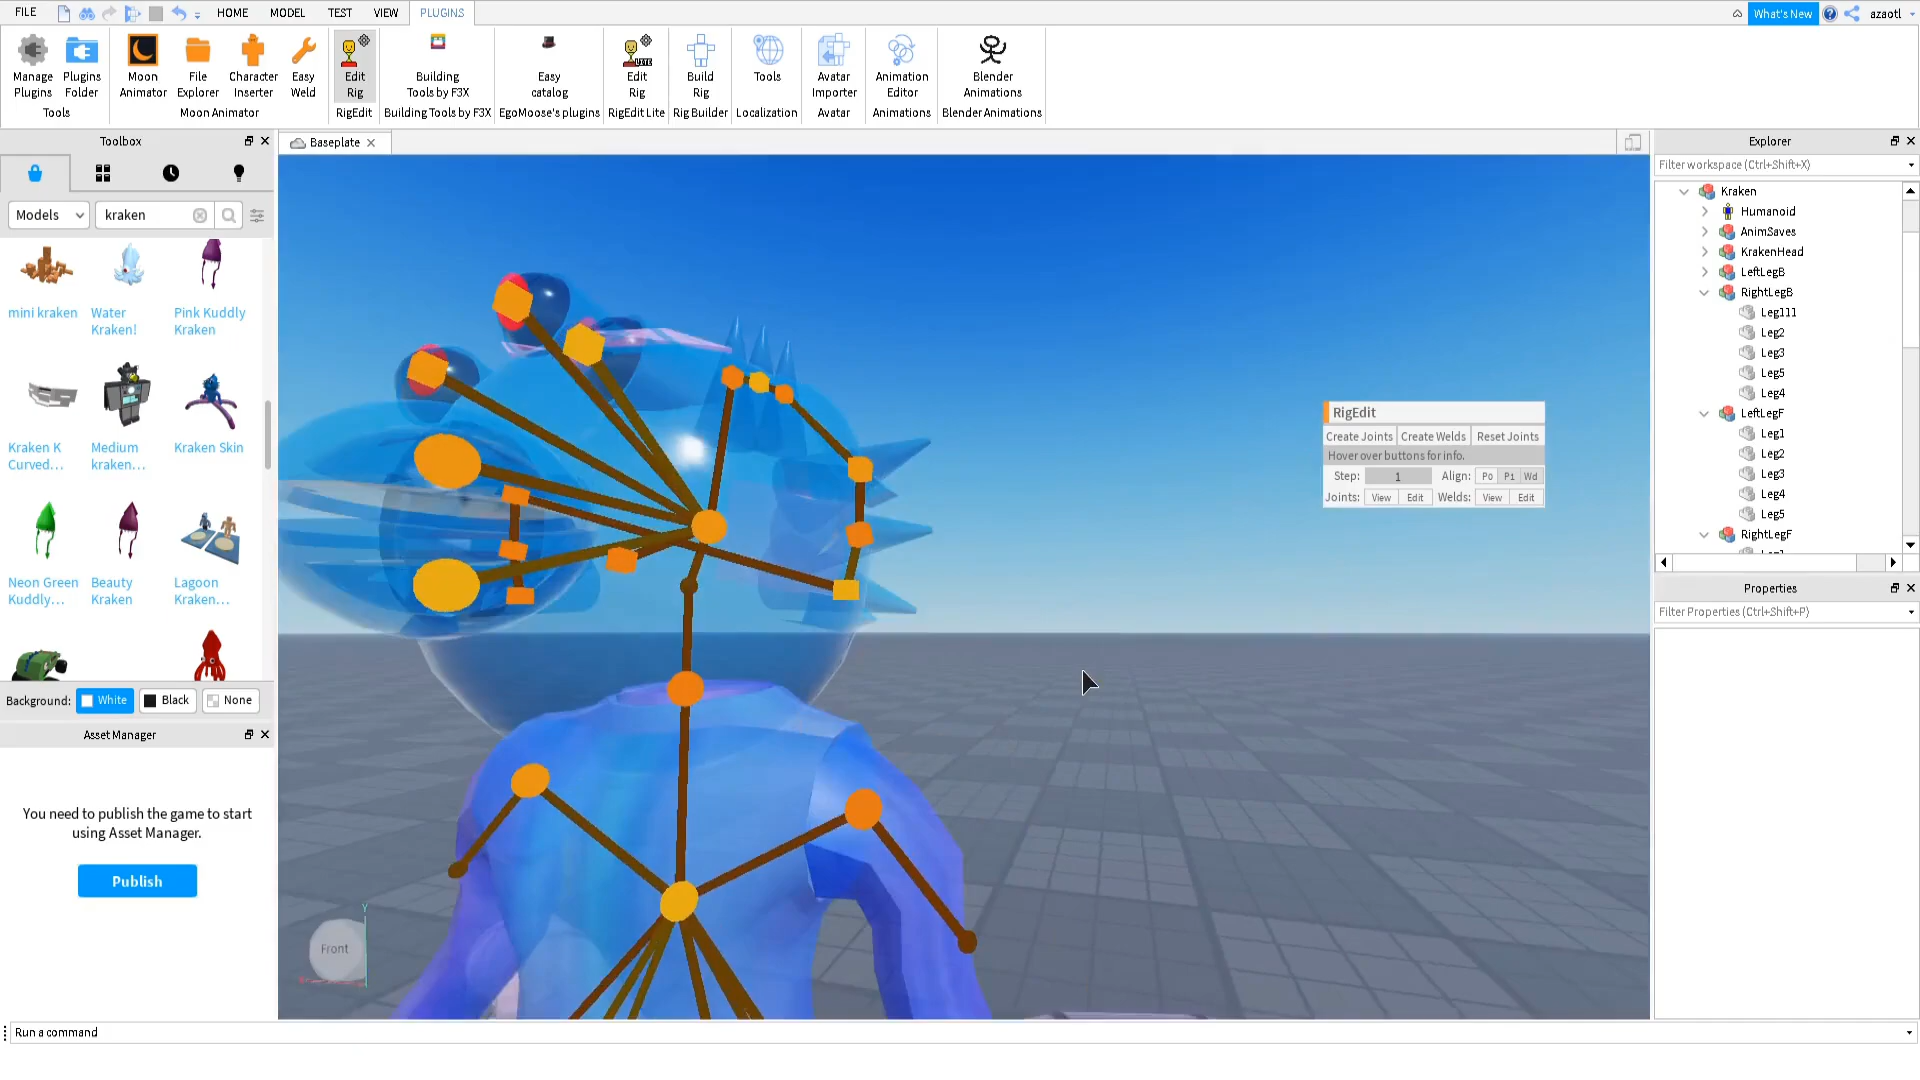 FILE HOME MODEL TEST VIEW PLUGINS What's New azaotl
Manage Plugins
Plugins Folder
Tools
Moon Animator
File Explorer
Character Inserter
Easy Weld
Moon Animator
Edit Rig
RigEdit
Building Tools by F3X
Building Tools by F3X
Easy catalog
EgoMoose's plugins
Edit Rig
LITE
RigEdit Lite
Build Rig
Rig Builder
Tools
Localization
Avatar Importer
Avatar
Animation Editor
Animations
Blender Animations
Blender Animations
Toolbox
Models
kraken
mini kraken
Water Kraken!
Pink Kuddly Kraken
Kraken K Curved...
Medium kraken...
Kraken Skin
Neon Green Kuddly...
Beauty Kraken
Lagoon Kraken...
Background: White Black None
Asset Manager
You need to publish the game to start
using Asset Manager.
Publish
Baseplate
RigEdit
Create Joints Create Welds Reset Joints
Hover over buttons for info.
Step: 1 Align: Po P1 Wd
Joints: View Edit Welds: View Edit
Y
Front
Explorer
Filter workspace (Ctrl+Shift+X)
Kraken
Humanoid
AnimSaves
KrakenHead
LeftLegB
RightLegB
Leg111
Leg2
Leg3
Leg5
Leg4
LeftLegF
Leg1
Leg2
Leg3
Leg4
Leg5
RightLegF
Properties
Filter Properties (Ctrl+Shift+P)
Run a command